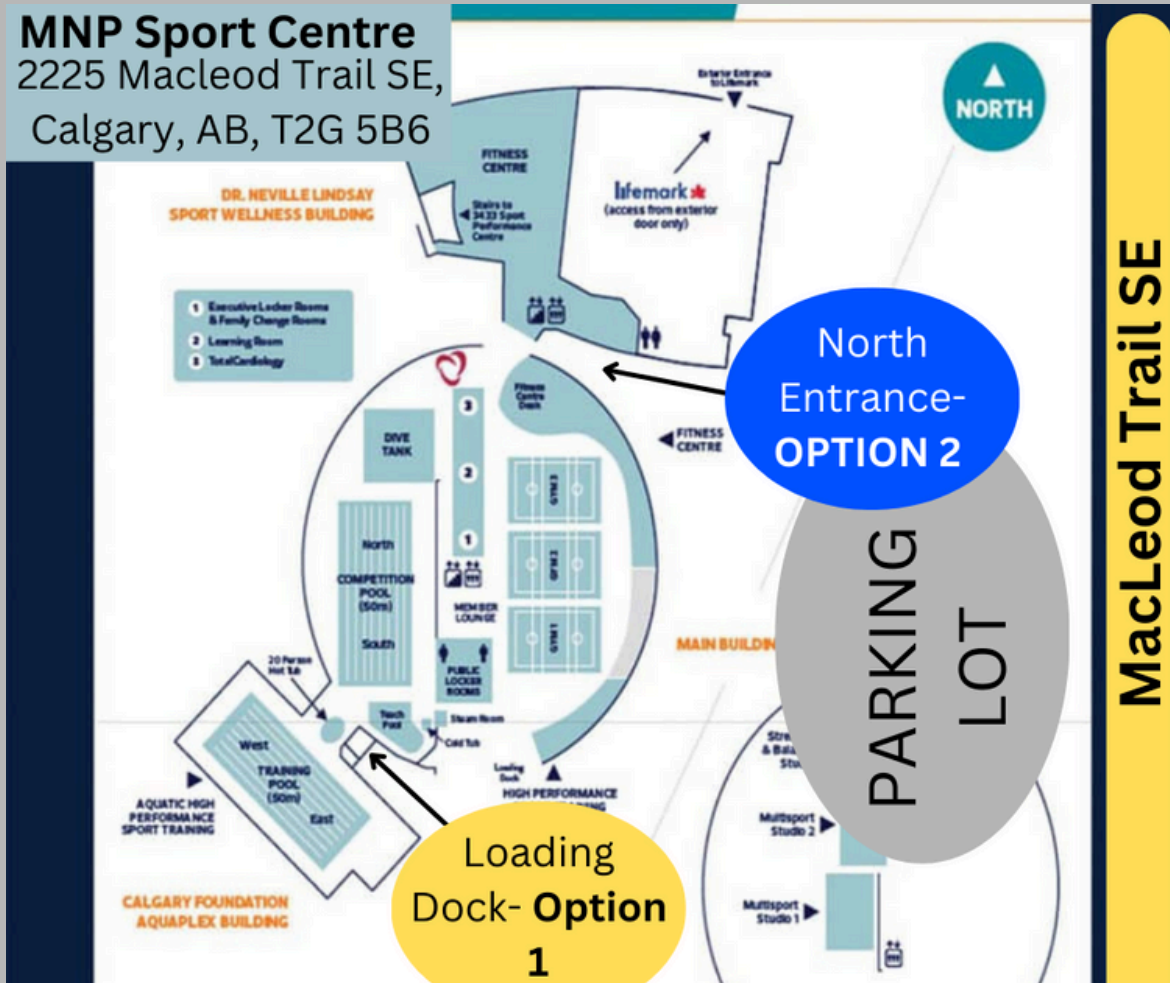 MNP Sport Centre
2225 Macleod Trail SE,
Calgary, AB, T2G 5B6
Exterior Entrance
to Lifemark
NORTH
FITNESS
CENTRE
DR. NEVILLE LINDSAY
SPORT WELLNESS BUILDING
Stairs to
Sport
Performance
Centre
lifemark
(access from exterior
door only)
1 Executive Locker Rooms
& Family Change Rooms
2 Learning Room
3 TotalCardiology
North
Entrance-
OPTION 2
MacLeod Trail SE
Fitness
Centre
Desk
FITNESS
CENTRE
DIVE
TANK
3
2
1
GYM 3
GYM 2
GYM 1
North
COMPETITION
POOL
(50m)
South
MEMBER
LOUNGE
PUBLIC
LOCKER
ROOMS
MAIN BUILDIN
PARKING
LOT
20 Person
Hot Tub
Teach
Pool
Steam Room
Cold Tub
West
TRAINING
POOL
(50m)
East
Loading
Dock
HIGH PERFORMANCE
AQUATIC HIGH
PERFORMANCE
SPORT TRAINING
Stre
& Bala
Stu
Multisport
Studio 2
Multisport
Studio 1
Loading
Dock- Option
1
CALGARY FOUNDATION
AQUAPLEX BUILDING